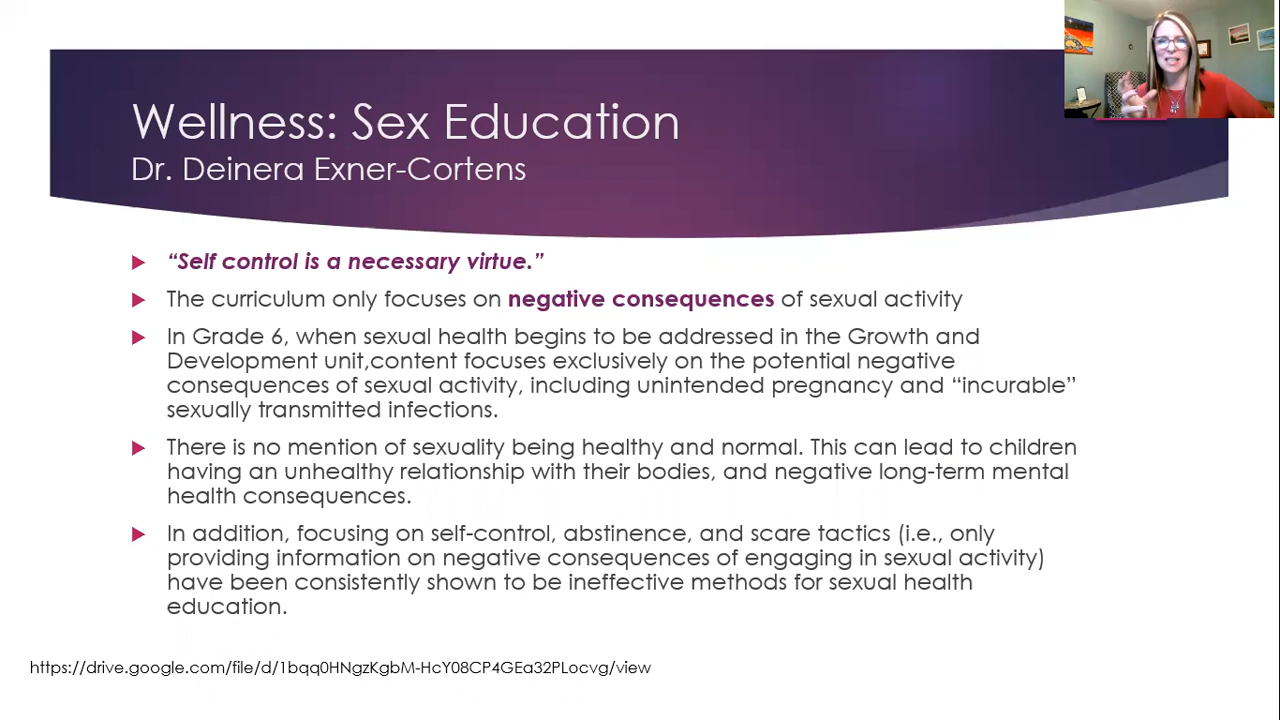 Wellness: Sex Education
Dr. Deinera Exner-Cortens
“Self control is a necessary virtue.”
The curriculum only focuses on negative consequences of sexual activity
In Grade 6, when sexual health begins to be addressed in the Growth and
Development unit,content focuses exclusively on the potential negative
consequences of sexual activity, including unintended pregnancy and “incurable”
sexually transmitted infections.
There is no mention of sexuality being healthy and normal. This can lead to children
having an unhealthy relationship with their bodies, and negative long-term mental
health consequences.
In addition, focusing on self-control, abstinence, and scare tactics (i.e., only
providing information on negative consequences of engaging in sexual activity)
have been consistently shown to be ineffective methods for sexual health
education.
https://drive.google.com/file/d/1bqq0HNgzKgbM-HcY08CP4GEa32PLocvg/view